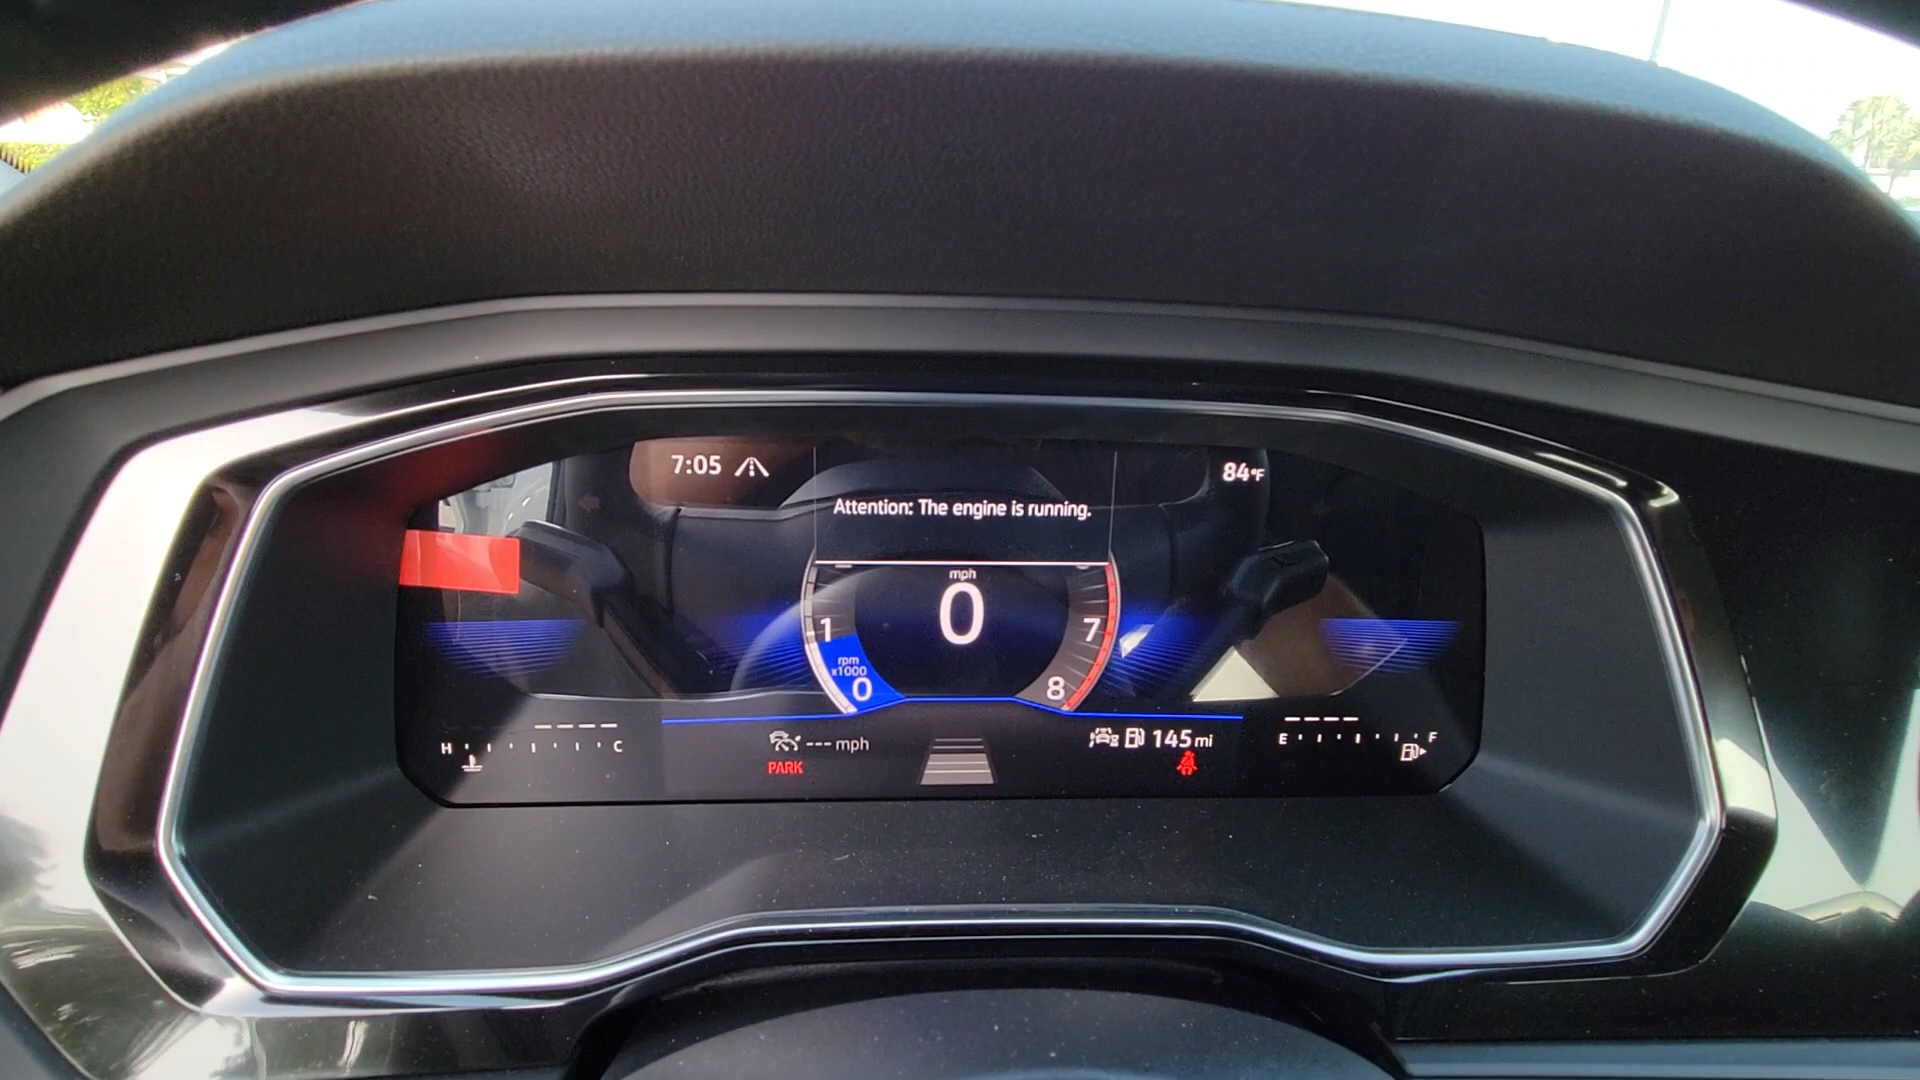 7:05
84°F
Attention: The engine is running.
mph
0
1
7
rpm
x1000
0
8
H C
--- mph
145 mi
E F
PARK